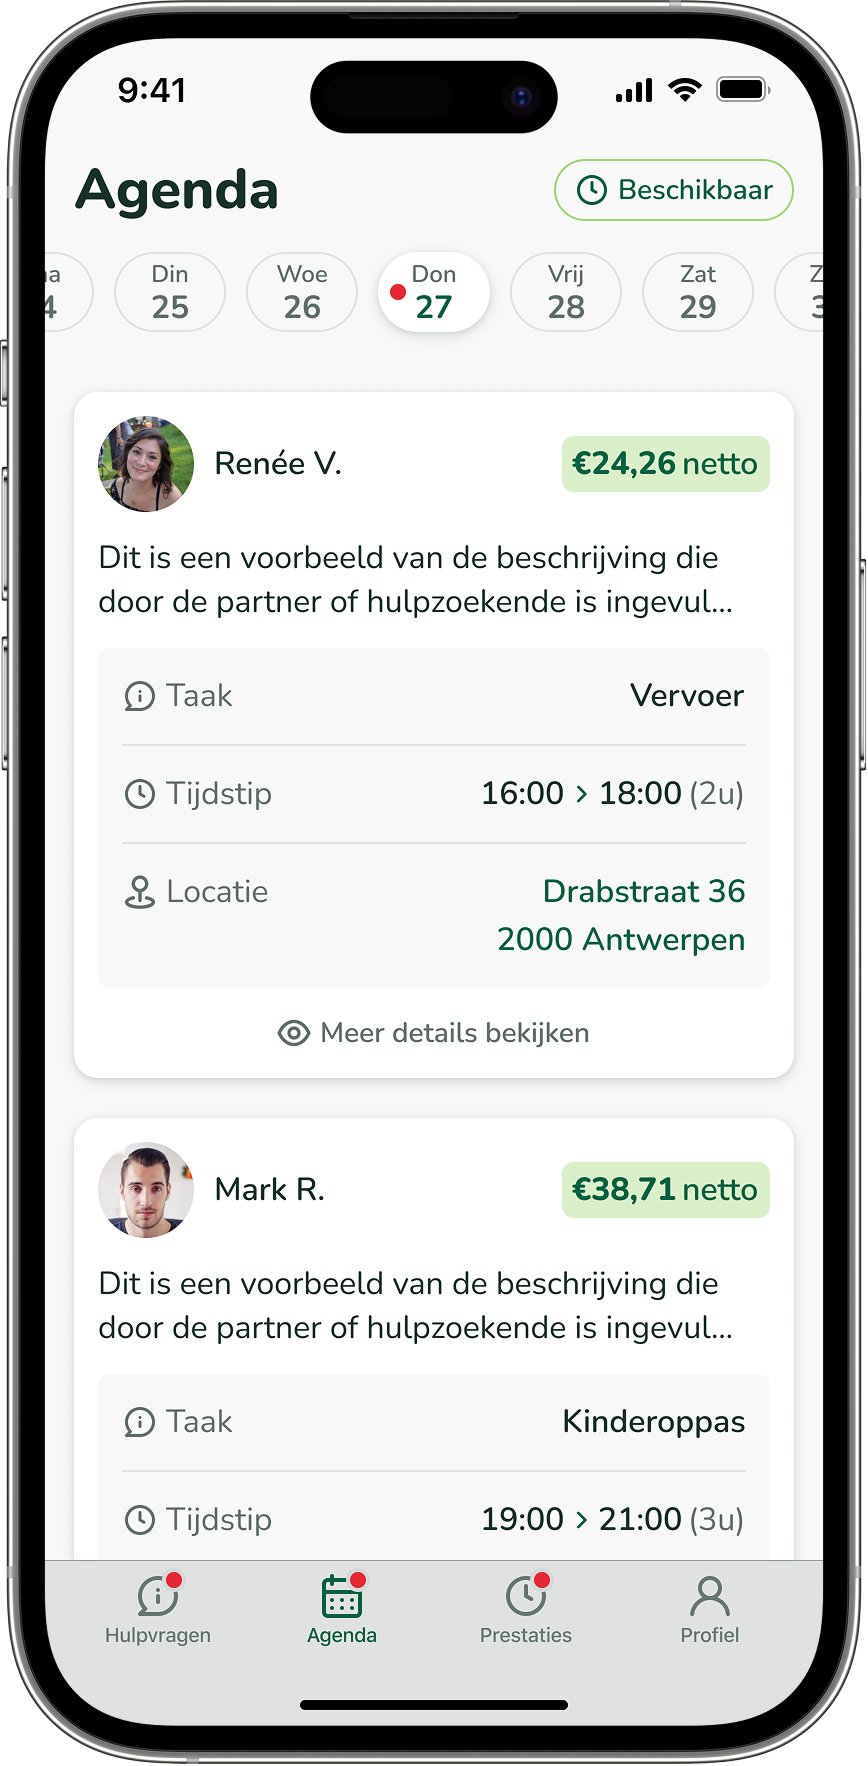 9:41
Agenda
Beschikbaar
Din
25
Woe
26
Don
27
Vrij
28
Zat
29
Renée V.
€24,26 netto
Dit is een voorbeeld van de beschrijving die
door de partner of hulpzoekende is ingevul...
Taak
Vervoer
Tijdstip
16:00 > 18:00 (2u)
Locatie
Drabstraat 36
2000 Antwerpen
Meer details bekijken
Mark R.
€38,71 netto
Dit is een voorbeeld van de beschrijving die
door de partner of hulpzoekende is ingevul...
Taak
Kinderoppas
Tijdstip
19:00 > 21:00 (3u)
Hulpvragen
Agenda
Prestaties
Profiel